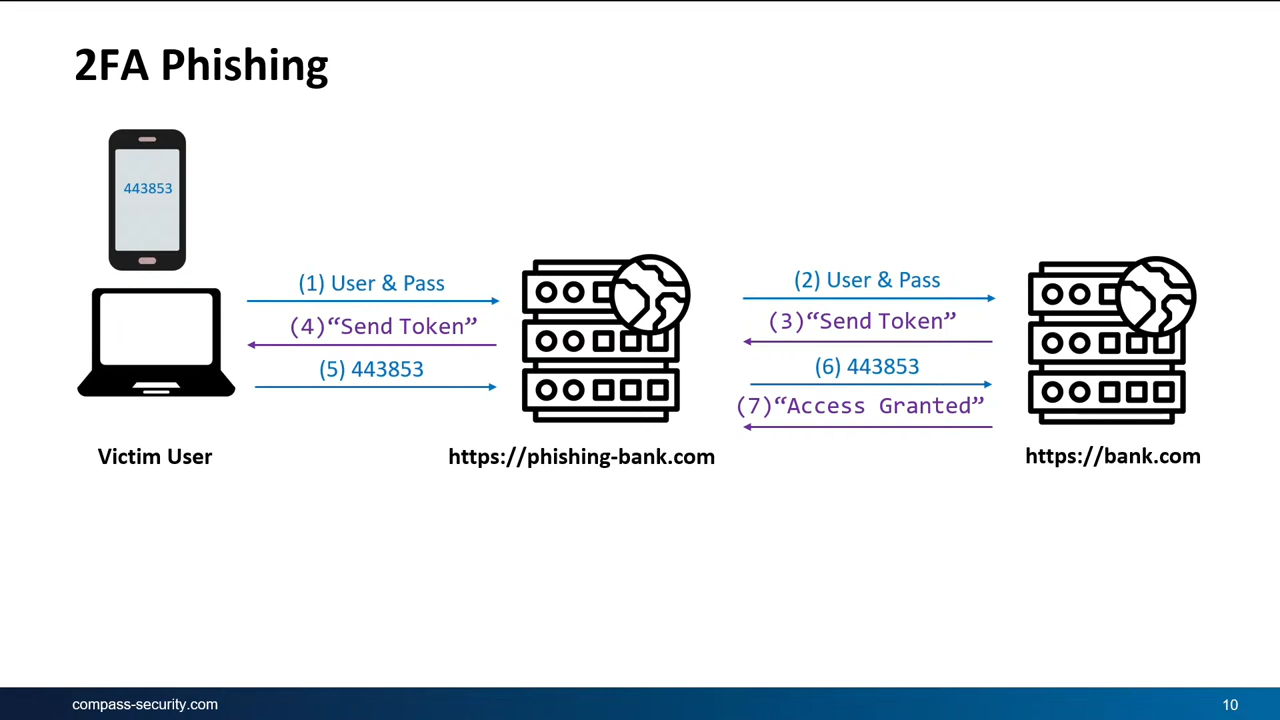 2FA Phishing
443853
(1) User & Pass
(2) User & Pass
(4)“Send Token”
(3)“Send Token”
(5) 443853
(6) 443853
(7)“Access Granted”
Victim User
https://phishing-bank.com
https://bank.com
compass-security.com
10